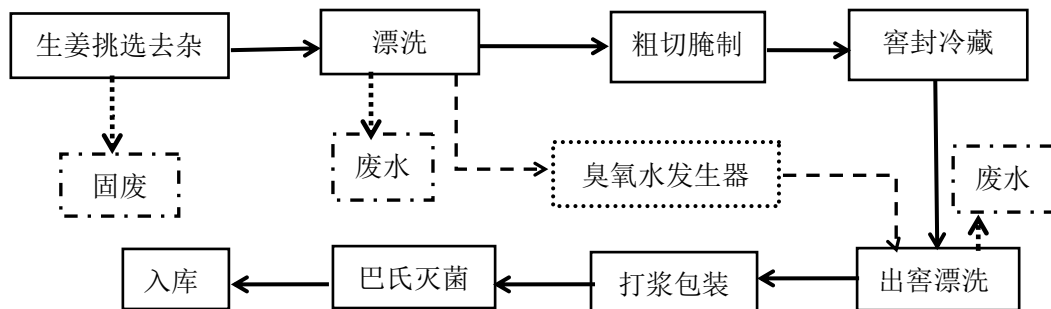 生姜挑选去杂
漂洗
粗切腌制
窖封冷藏
固废
废水
臭氧水发生器
废水
入库
巴氏灭菌
打浆包装
出窖漂洗